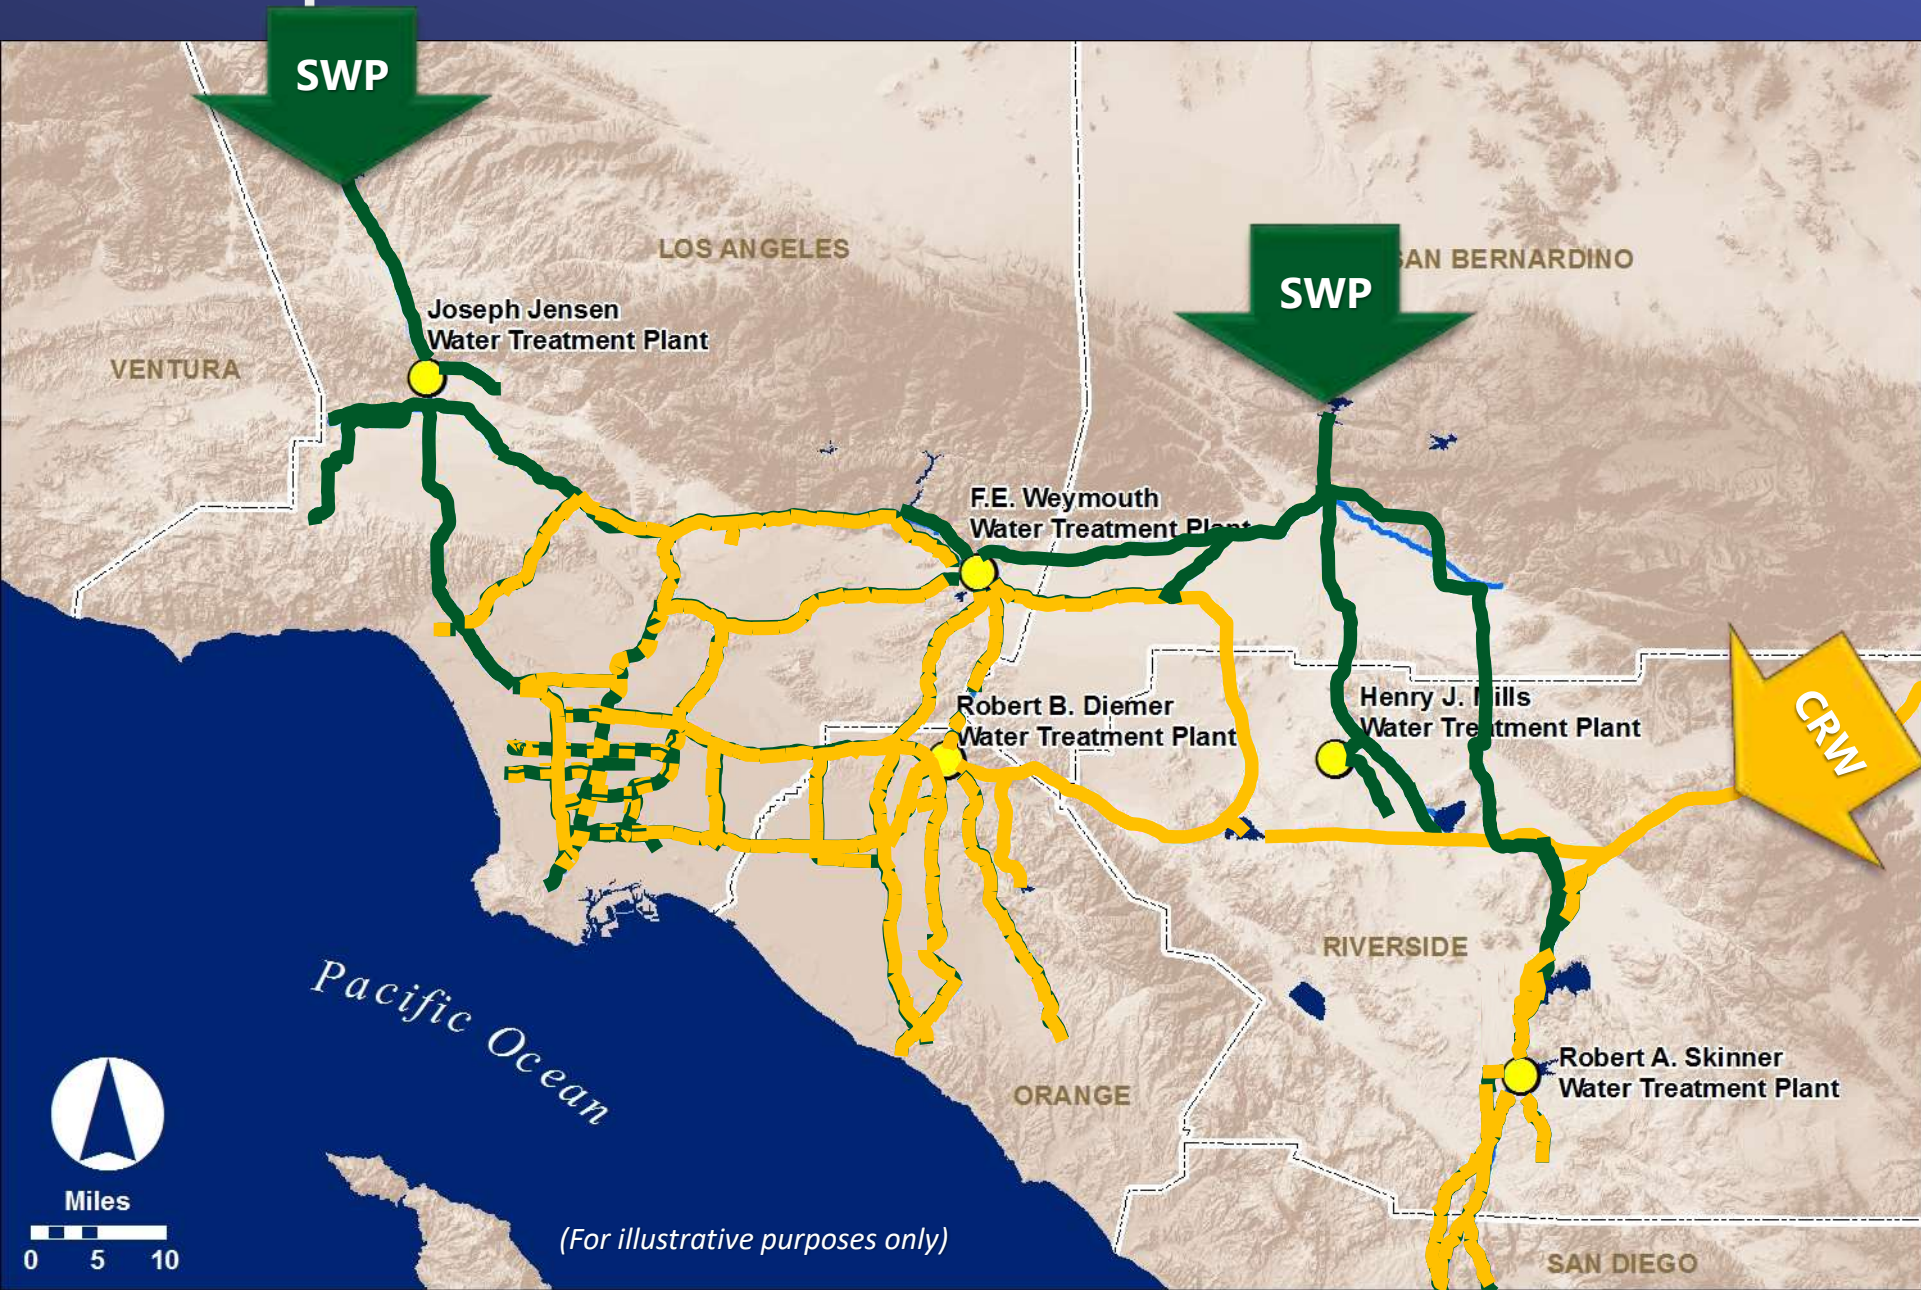 SWP
LOS ANGELES
SWP
SAN BERNARDINO
Joseph Jensen
Water Treatment Plant
VENTURA
F.E. Weymouth
Water Treatment Plant
Robert B. Diemer
Water Treatment Plant
Henry J. Mills
Water Treatment Plant
CRW
RIVERSIDE
Pacific Ocean
Robert A. Skinner
Water Treatment Plant
ORANGE
Miles
0 5 10
(For illustrative purposes only)
SAN DIEGO